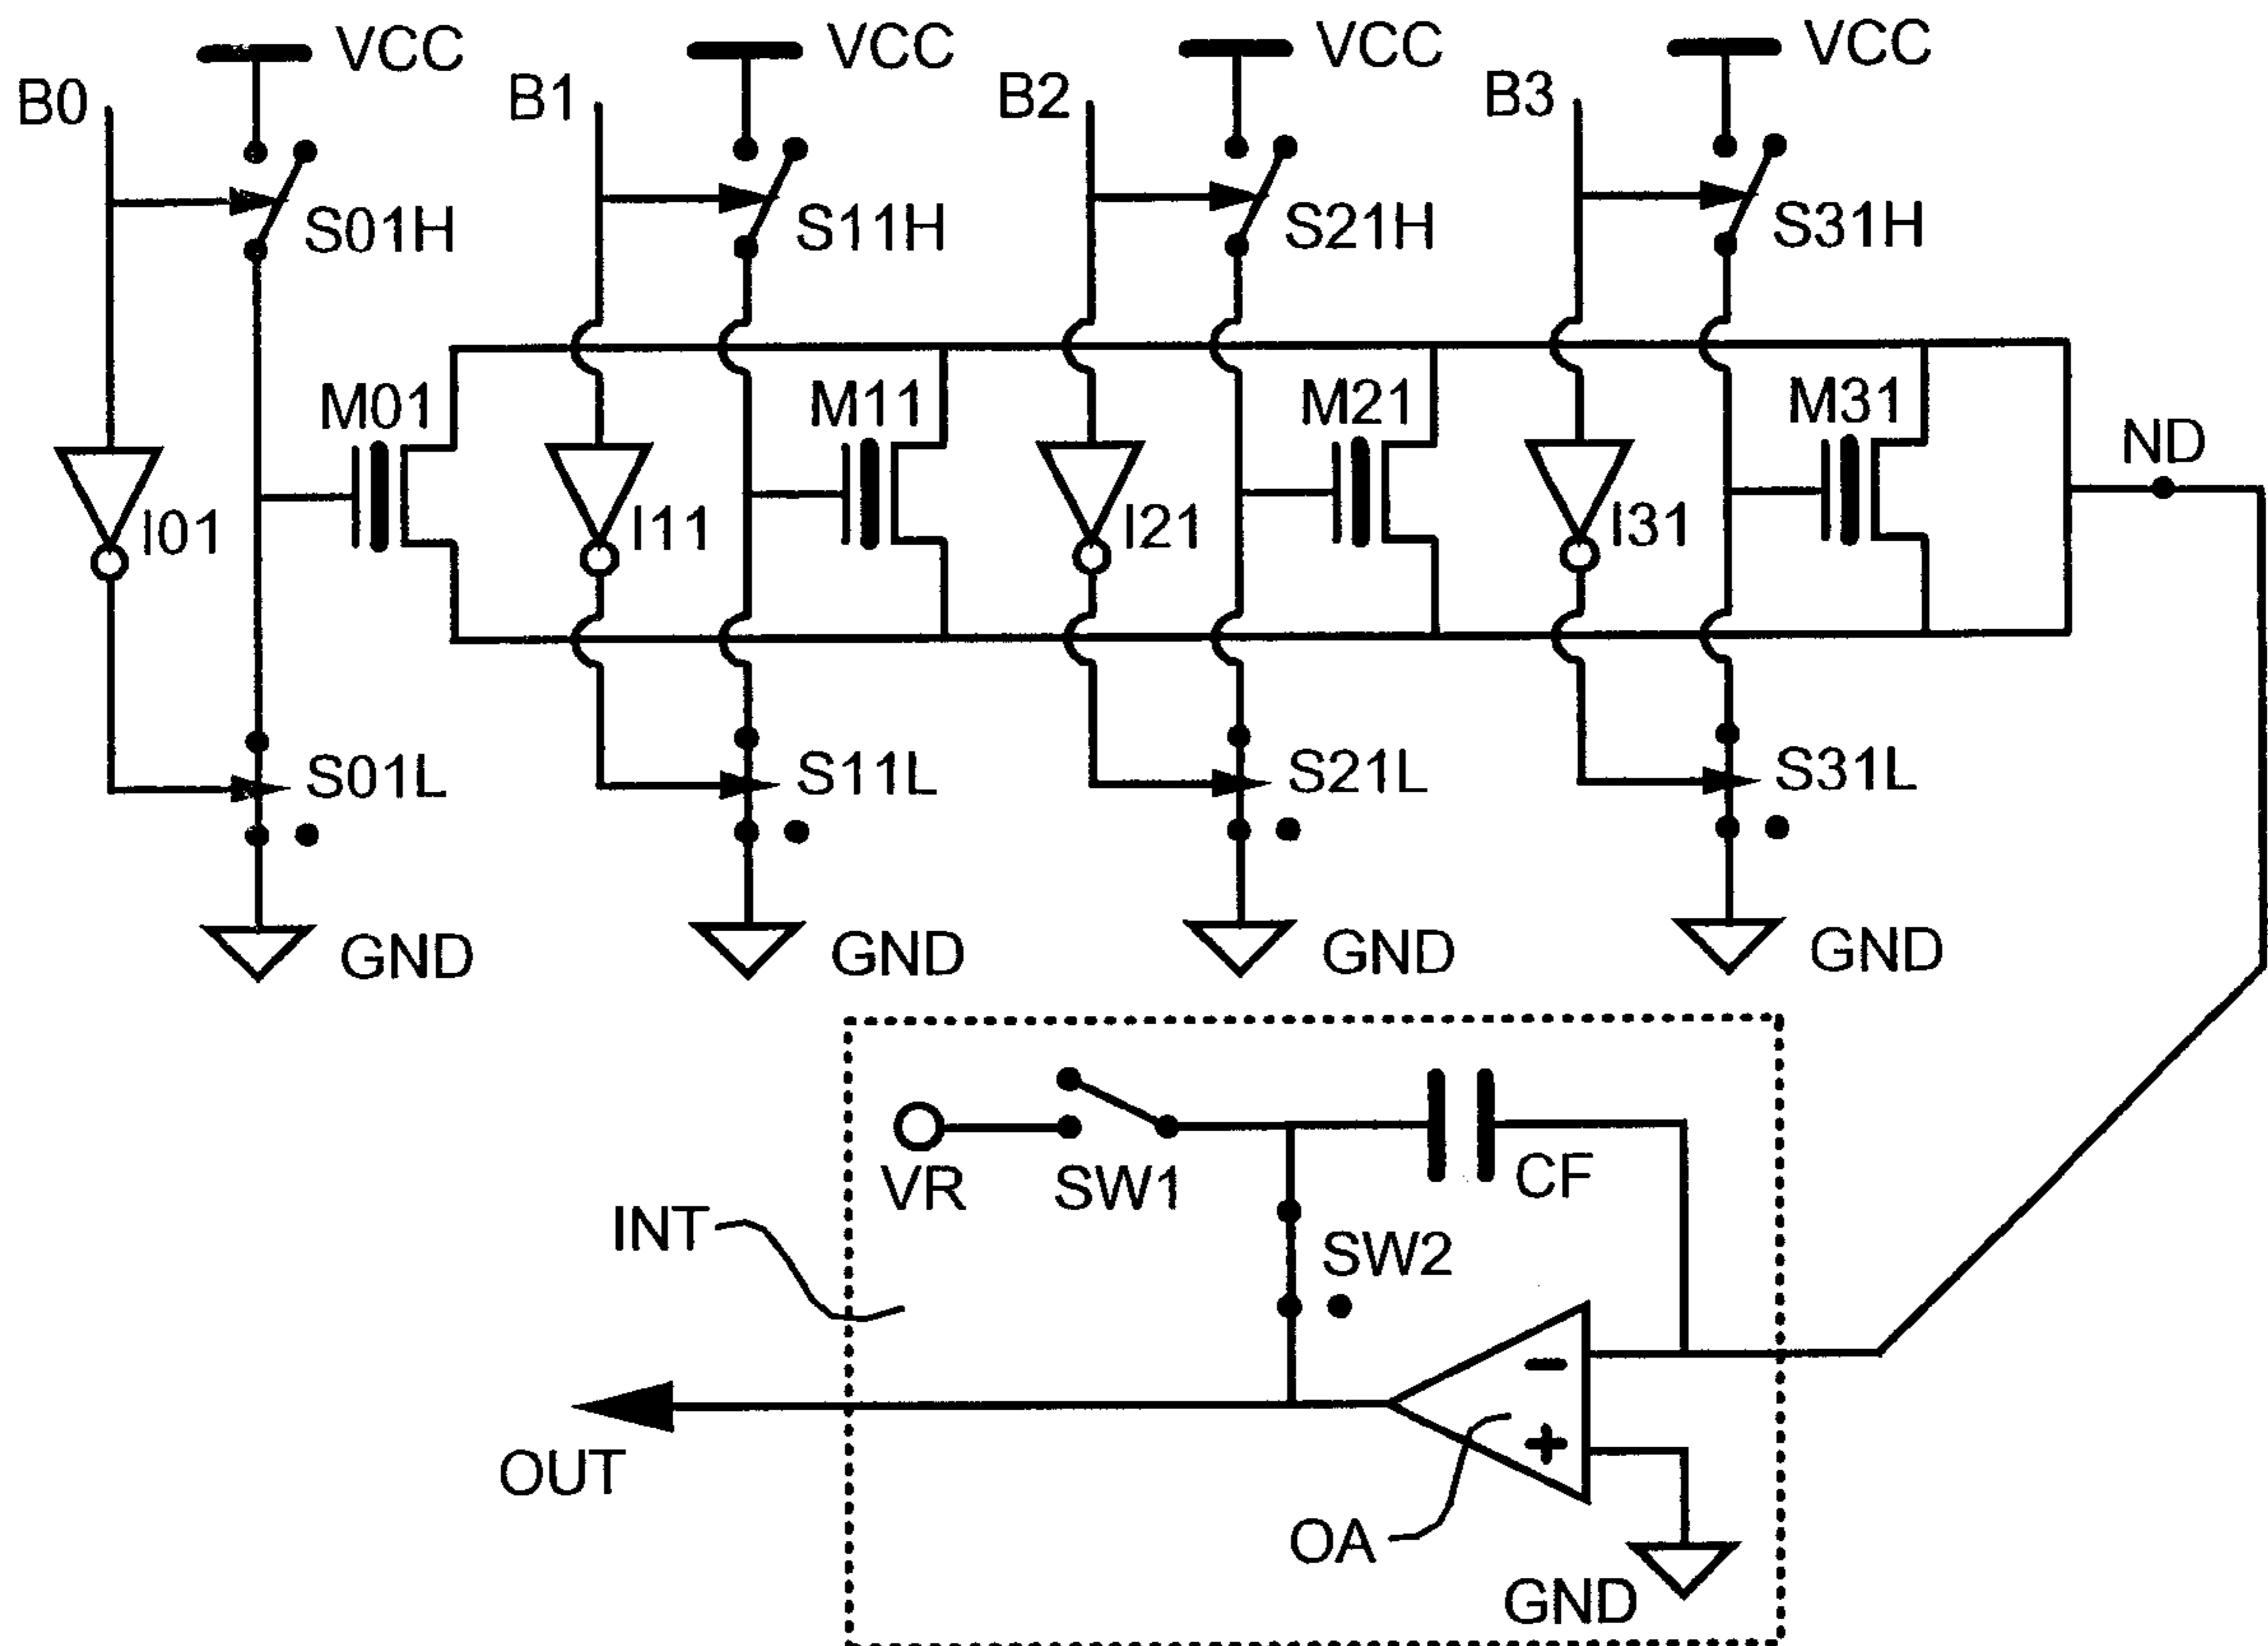 VCC VCC VCC VCC
B0 B1 B2 B3
S01H S11H S21H S31H
M01 M11 M21 M31
ND
I01 I11 I21 I31
S01L S11L S21L S31L
GND GND GND GND
VR SW1 CF
INT
SW2
− +
OUT
OA
GND